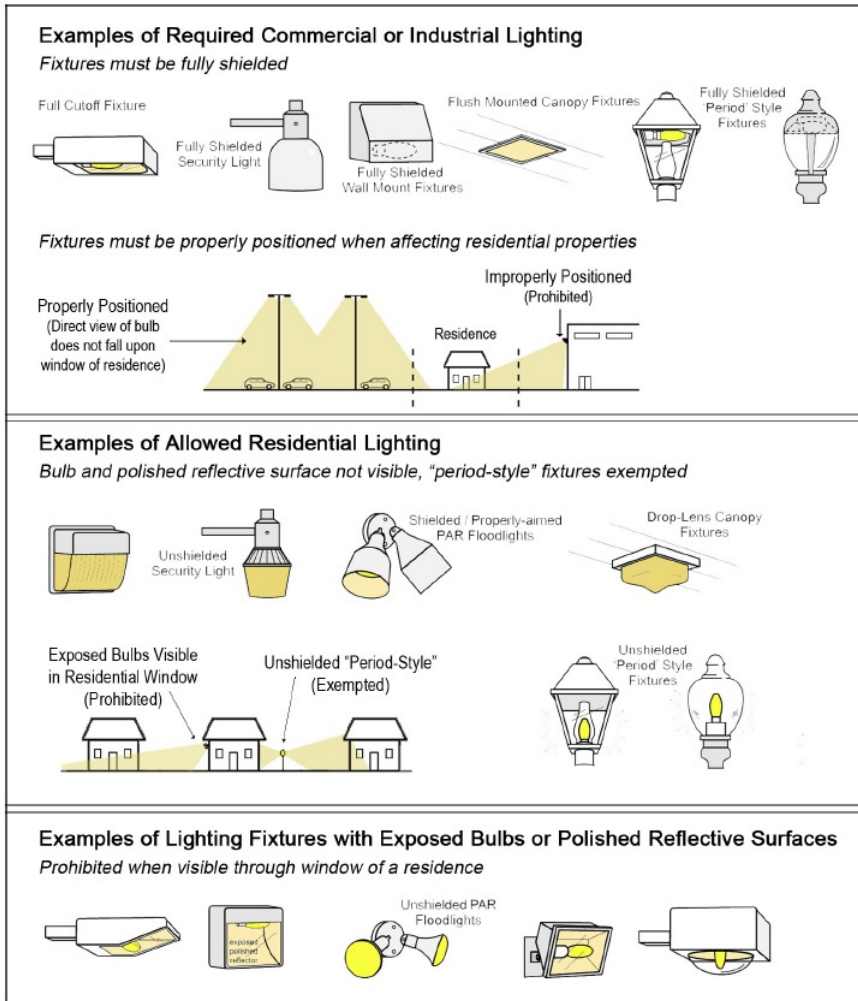 Examples of Required Commercial or Industrial Lighting
Fixtures must be fully shielded
Full Cutoff Fixture
Fully Shielded
Security Light
Fully Shielded
Wall Mount Fixtures
Flush Mounted Canopy Fixtures
Fully Shielded
'Period' Style
Fixtures
Fixtures must be properly positioned when affecting residential properties
Properly Positioned
(Direct view of bulb
does not fall upon
window of residence)
Residence
Improperly Positioned
(Prohibited)
Examples of Allowed Residential Lighting
Bulb and polished reflective surface not visible, “period-style” fixtures exempted
Unshielded
Security Light
Shielded / Properly-aimed
PAR Floodlights
Drop-Lens Canopy
Fixtures
Exposed Bulbs Visible
in Residential Window
(Prohibited)
Unshielded “Period-Style”
(Exempted)
Unshielded
'Period' Style
Fixtures
Examples of Lighting Fixtures with Exposed Bulbs or Polished Reflective Surfaces
Prohibited when visible through window of a residence
exposed
polished
reflector
Unshielded PAR
Floodlights